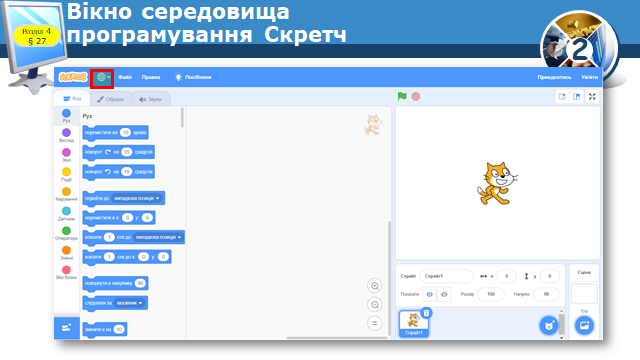 Розділ 4
§ 27
Вікно середовища
програмування Скретч
2
SCRATCH
Файл
Правка
Посібники
Приєднатись
Увійти
Код
Образи
Звуки
Рух
Вигляд
Звук
Події
Керування
Датчики
Оператори
Змінні
Мої блоки
Рух
перемістити на 10 кроків
поворот на 15 градусів
поворот на 15 градусів
перейти до випадкова позиція
перемістити в x 0 y 0
ковзати 1 сек до випадкова позиція
ковзати 1 сек до x 0 y 0
повернути в напрямку 90
слідувати за вказівник
змінити x на 10
Спрайт
Спрайт1
x 0
y 0
Показати
Розмір
100
Напрям
90
Спрайт1
Сцена
Тло